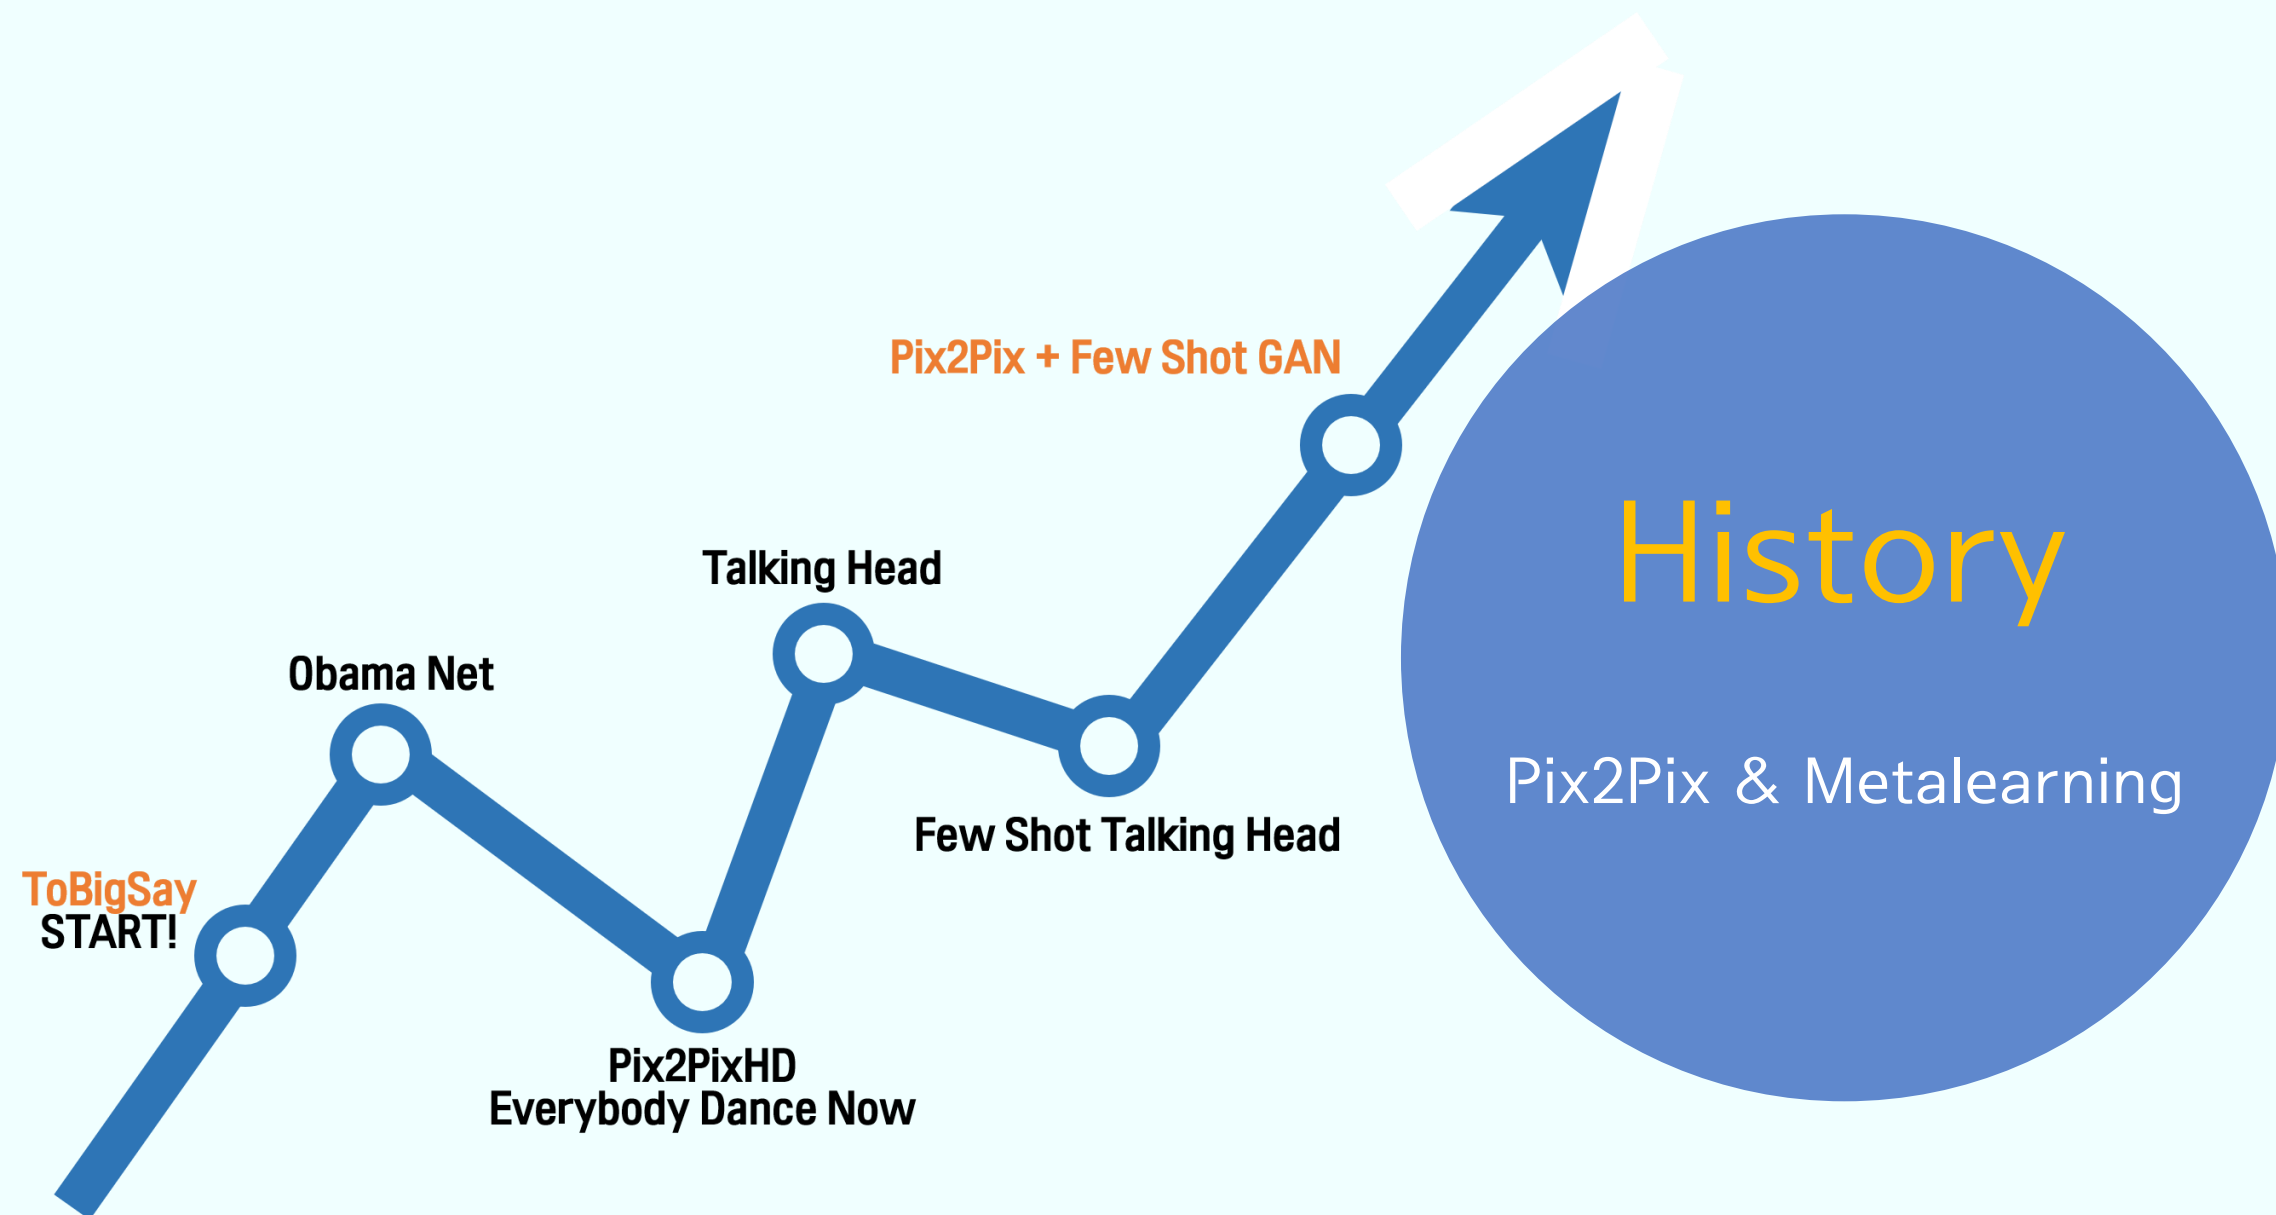 ToBigSay
START!
Obama Net
Pix2PixHD
Everybody Dance Now
Talking Head
Few Shot Talking Head
Pix2Pix + Few Shot GAN
History
Pix2Pix & Metalearning